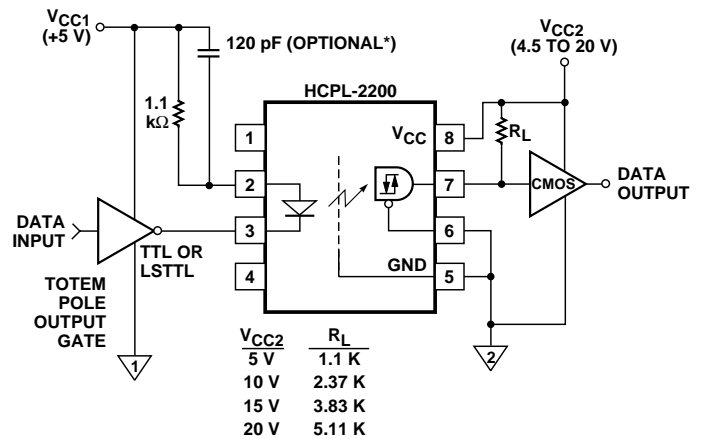 VCC1
(+5 V)
120 pF (OPTIONAL*)
VCC2
(4.5 TO 20 V)
HCPL-2200
1.1
kΩ
1
VCC
8
RL
2
7
CMOS
DATA
OUTPUT
DATA
INPUT
TTL OR
LSTTL
3
6
4
GND
5
TOTEM
POLE
OUTPUT
GATE
1
2
VCC2 RL
5 V 1.1 K
10 V 2.37 K
15 V 3.83 K
20 V 5.11 K